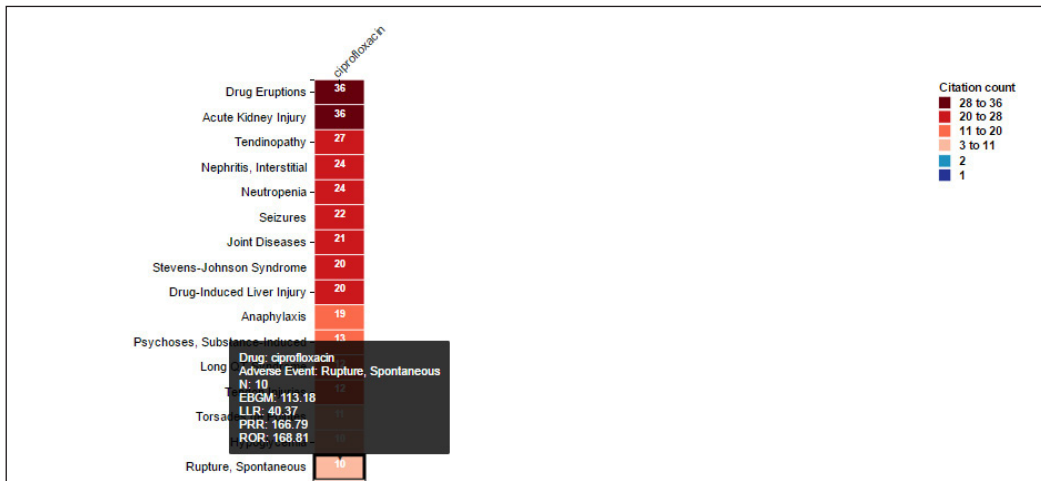 ciprofloxacin
Drug Eruptions 36
Acute Kidney Injury 36
Tendinopathy 27
Nephritis, Interstitial 24
Neutropenia 24
Seizures 22
Joint Diseases 21
Stevens-Johnson Syndrome 20
Drug-Induced Liver Injury 20
Anaphylaxis 19
Psychoses, Substance-Induced 13
Long
Drug: ciprofloxacin
Adverse Event: Rupture, Spontaneous
N: 10
EBGM: 113.18
LLR: 40.37
PRR: 166.79
ROR: 168.81
Rupture, Spontaneous 10
Citation count
28 to 36
20 to 28
11 to 20
3 to 11
2
1